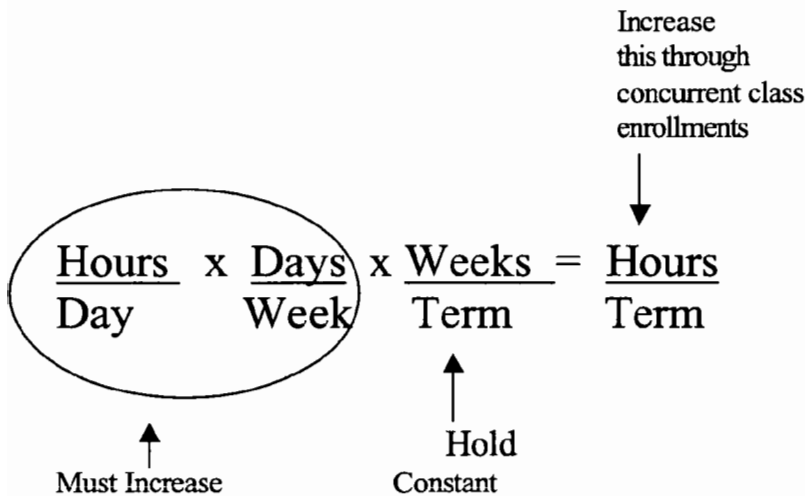 Increase
this through
concurrent class
enrollments
Hours x Days x Weeks = Hours
Day Week Term Term
Hold
Must Increase Constant